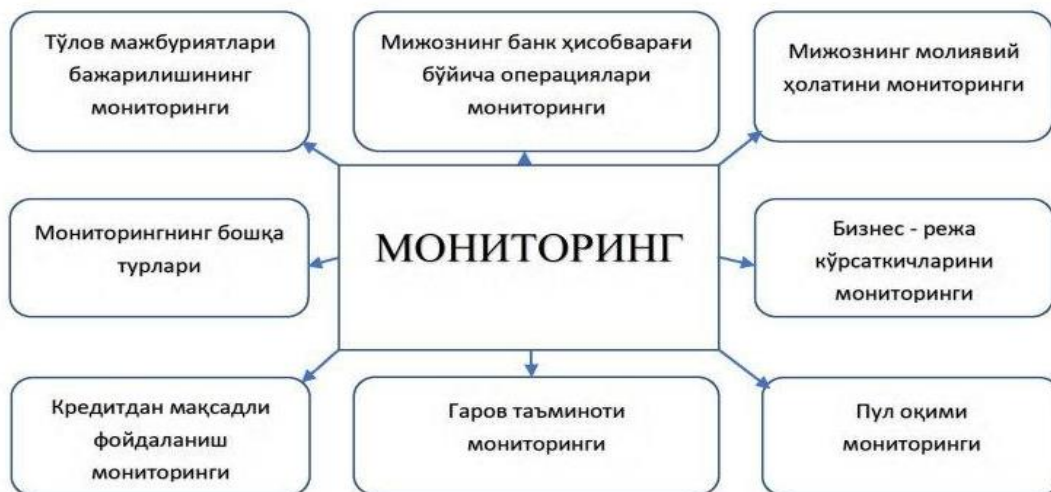 Тўлов мажбуриятлари
бажарилишининг
мониторинги
Мижознинг банк ҳисобварағи
бўйича операциялари
мониторинги
Мижознинг молиявий
ҳолатини мониторинги
Мониторингнинг бошқа
турлари
МОНИТОРИНГ
Бизнес - режа
кўрсаткичларини
мониторинги
Кредитдан мақсадли
фойдаланиш
мониторинги
Гаров таъминоти
мониторинги
Пул оқими
мониторинги